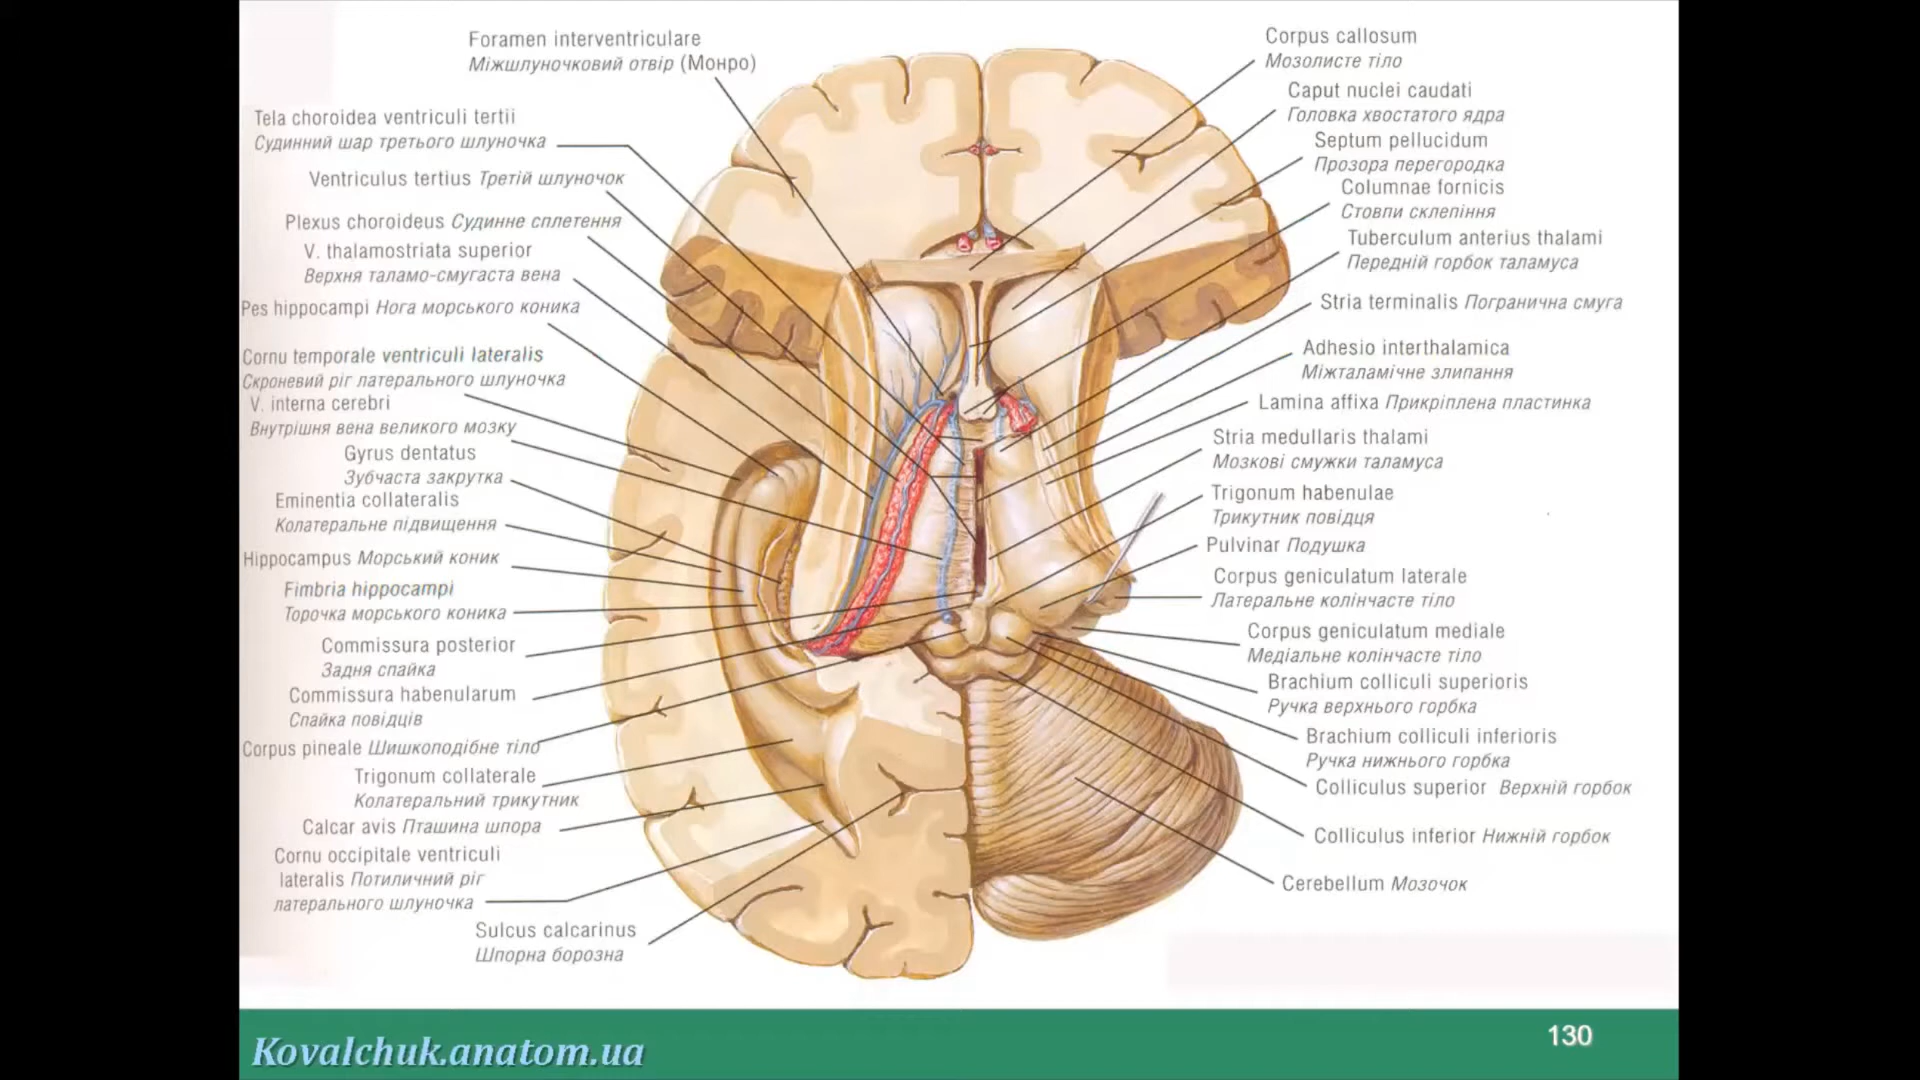 Foramen interventriculare
Міжшлуночковий отвір (Монро)
Tela choroidea ventriculi tertii
Судинний шар третього шлуночка
Ventriculus tertius Третій шлуночок
Plexus choroideus Судинне сплетення
V. thalamostriata superior
Верхня таламо-смугаста вена
Pes hippocampi Нога морського коника
Cornu temporale ventriculi lateralis
Скроневий ріг латерального шлуночка
V. interna cerebri
Внутрішня вена великого мозку
Gyrus dentatus
Зубчаста закрутка
Eminentia collateralis
Колатеральне підвищення
Hippocampus Морський коник
Fimbria hippocampi
Торочка морського коника
Commissura posterior
Задня спайка
Commissura habenularum
Спайка повідців
Corpus pineale Шишкоподібне тіло
Trigonum collaterale
Колатеральний трикутник
Calcar avis Пташина шпора
Cornu occipitale ventriculi
lateralis Потиличний ріг
латерального шлуночка
Sulcus calcarinus
Шпорна борозна
Corpus callosum
Мозолисте тіло
Caput nuclei caudati
Головка хвостатого ядра
Septum pellucidum
Прозора перегородка
Columnae fornicis
Стовпи склепіння
Tuberculum anterius thalami
Передній горбок таламуса
Stria terminalis Погранична смуга
Adhesio interthalamica
Міжталамічне злипання
Lamina affixa Прикріплена пластинка
Stria medullaris thalami
Мозкові смужки таламуса
Trigonum habenulae
Трикутник повідця
Pulvinar Подушка
Corpus geniculatum laterale
Латеральне колінчасте тіло
Corpus geniculatum mediale
Медіальне колінчасте тіло
Brachium colliculi superioris
Ручка верхнього горбка
Brachium colliculi inferioris
Ручка нижнього горбка
Colliculus superior Верхній горбок
Colliculus inferior Нижній горбок
Cerebellum Мозочок
Kovalchuk.anatom.ua
130